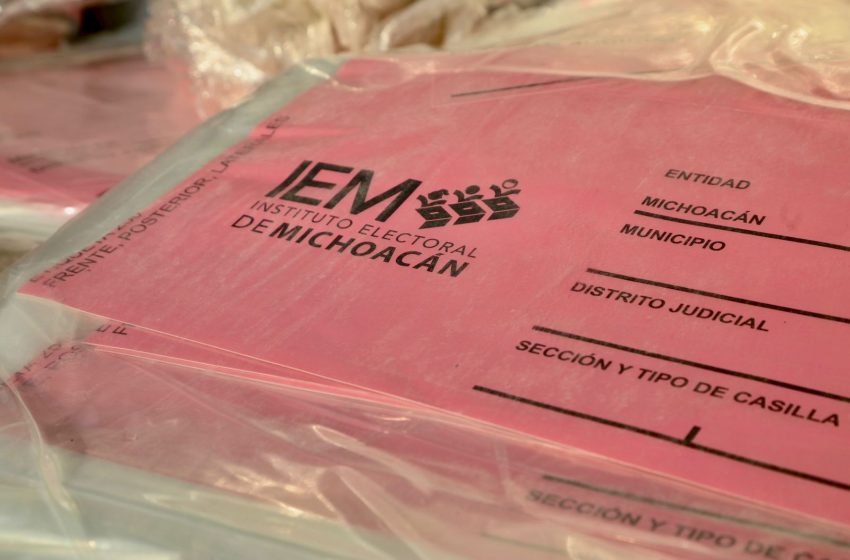 IEM
INSTITUTO ELECTORAL
DE MICHOACÁN
FRENTE, POSTERIOR, LATERALES
ENTIDAD
MICHOACÁN
MUNICIPIO
DISTRITO JUDICIAL
SECCIÓN Y TIPO DE CASILLA
SECCIÓN Y TIPO DE CA